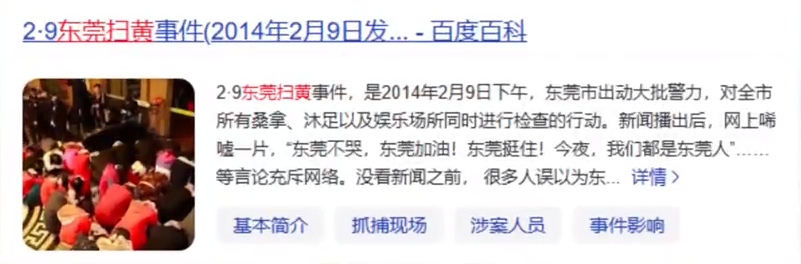 2·9东莞扫黄事件(2014年2月9日发... - 百度百科
2·9东莞扫黄事件，是2014年2月9日下午，东莞市出动大批警力，对全市
所有桑拿、沐足以及娱乐场所同时进行检查的行动。新闻播出后，网上唏
嘘一片，“东莞不哭，东莞加油！东莞挺住！今夜，我们都是东莞人”……
等言论充斥网络。没看新闻之前， 很多人误以为东... 详情 >
基本简介 抓捕现场 涉案人员 事件影响